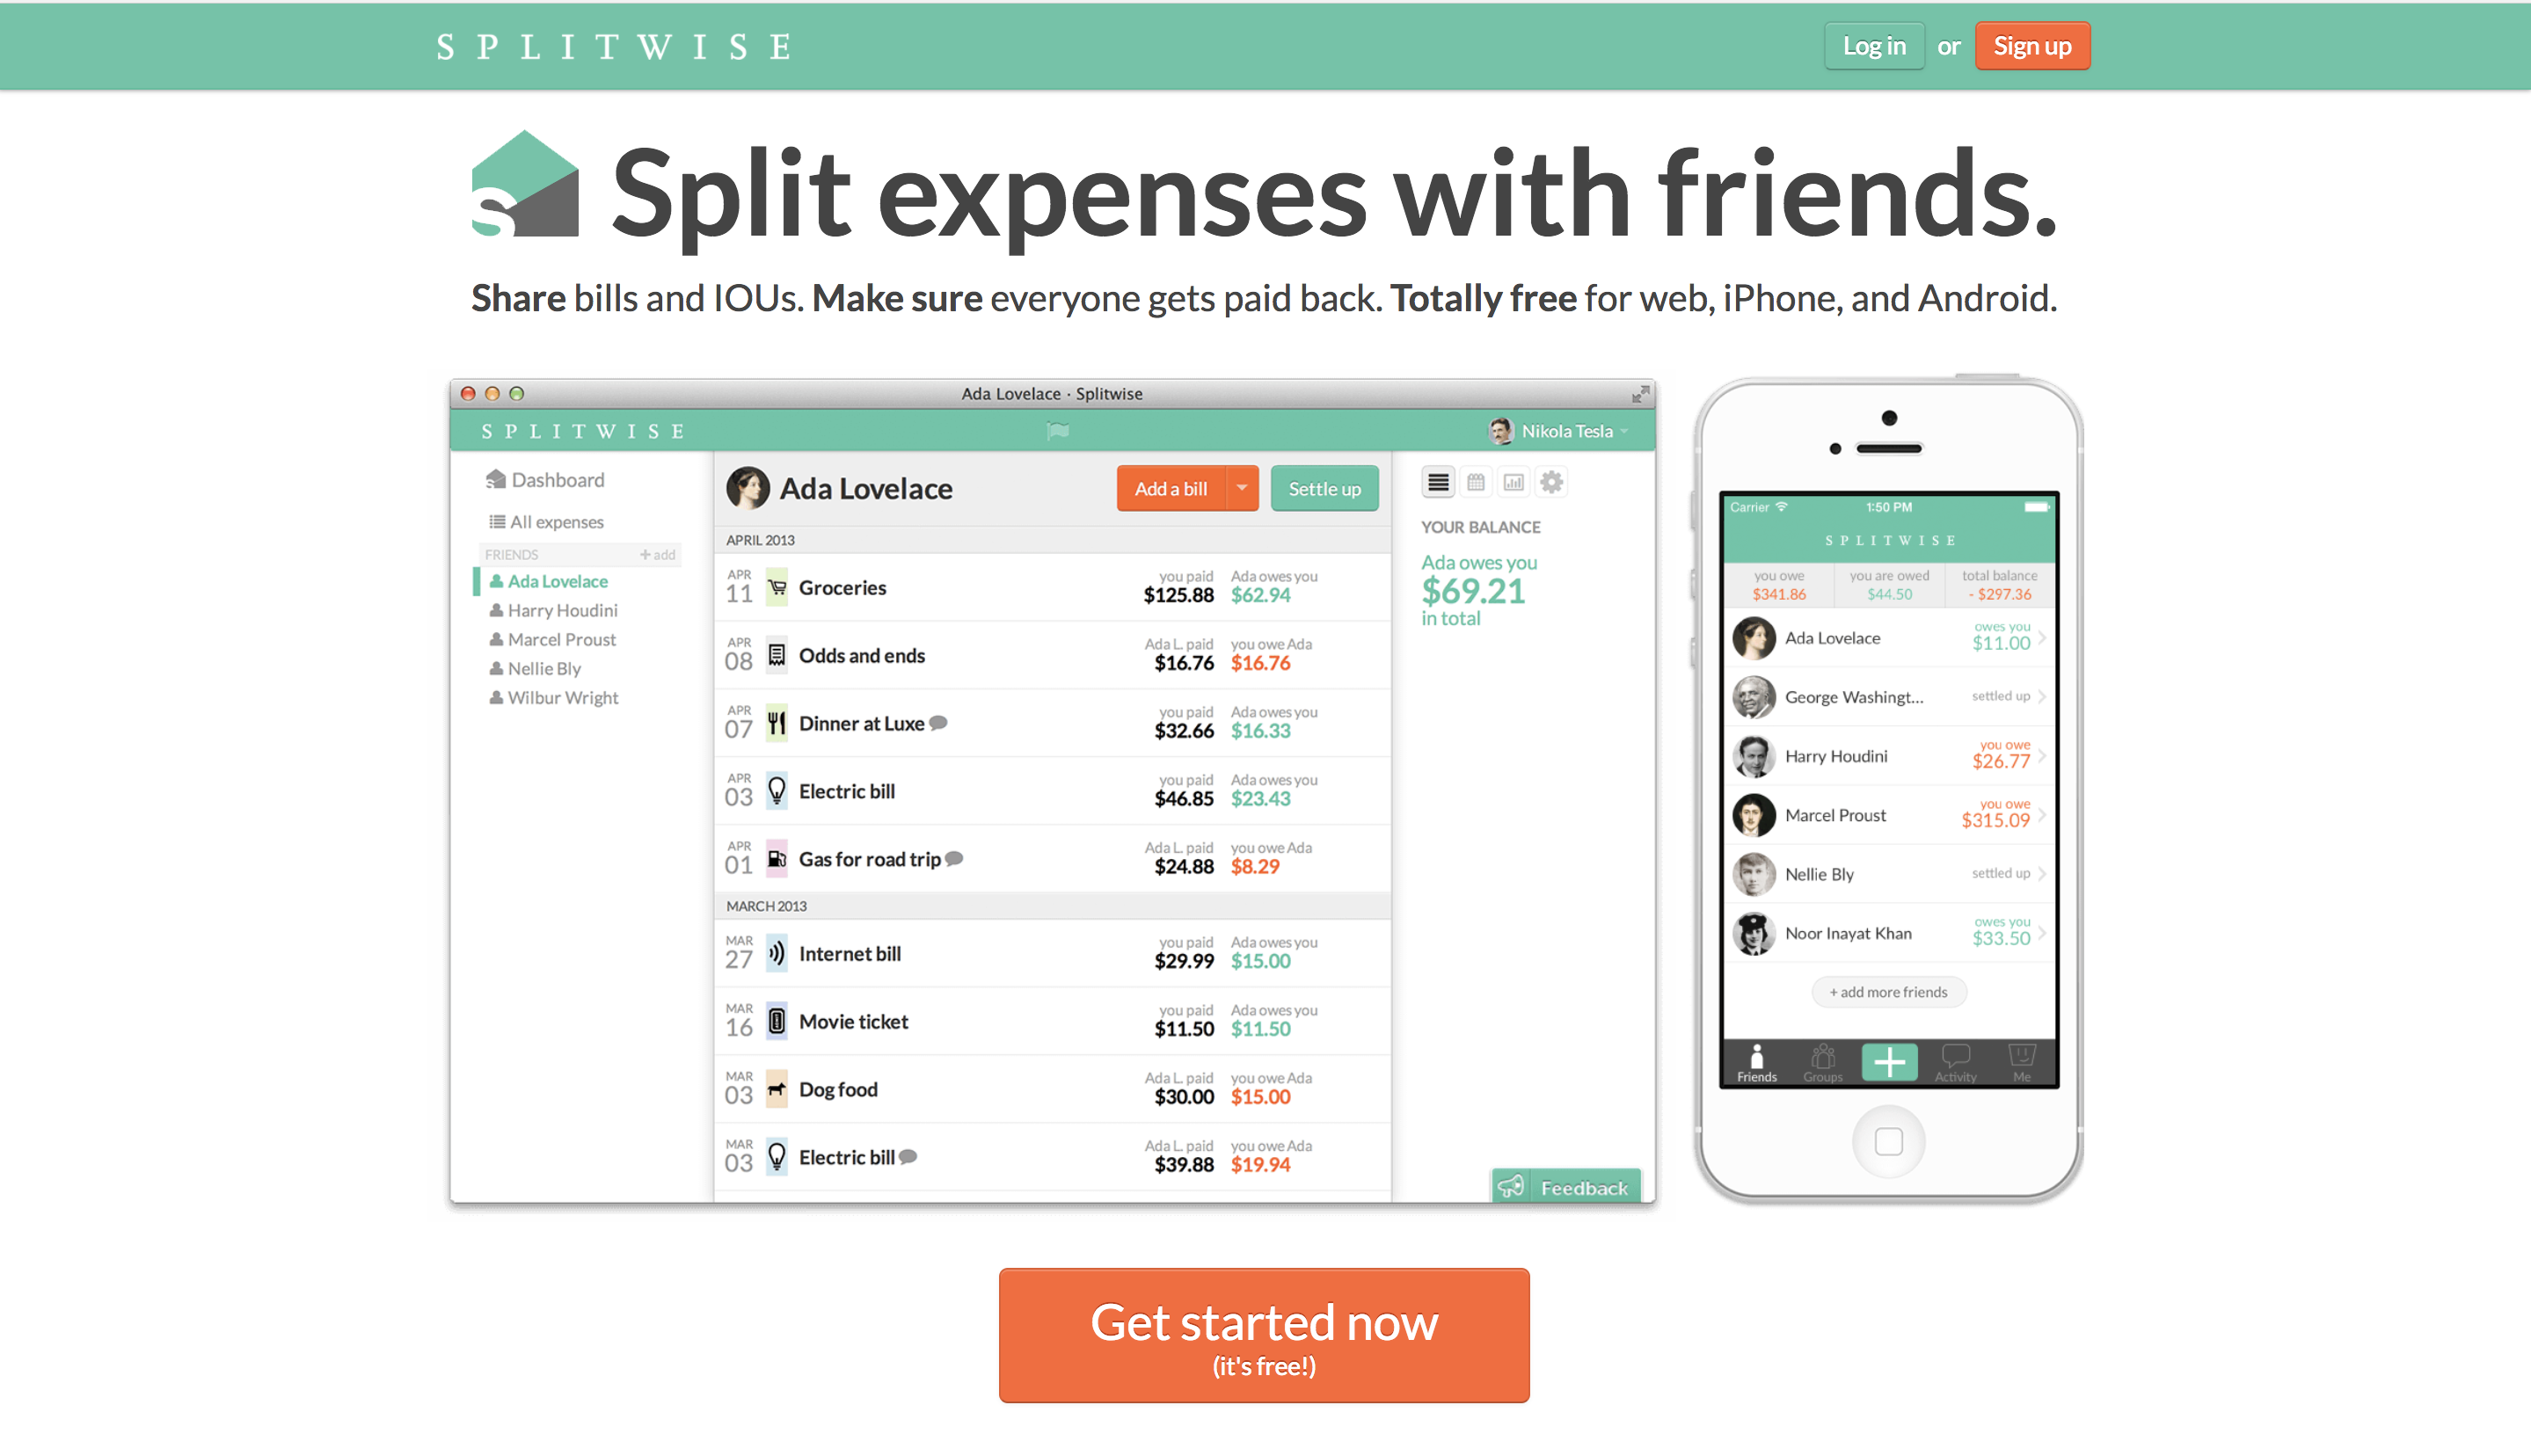 SPLITWISE
Log in or Sign up
Split expenses with friends.
Share bills and IOUs. Make sure everyone gets paid back. Totally free for web, iPhone, and Android.
Ada Lovelace · Splitwise
SPLITWISE
Nikola Tesla
Dashboard
All expenses
FRIENDS + add
Ada Lovelace
Harry Houdini
Marcel Proust
Nellie Bly
Wilbur Wright
Ada Lovelace
Add a bill
Settle up
APRIL 2013
APR 11 Groceries you paid $125.88 Ada owes you $62.94
APR 08 Odds and ends Ada L. paid $16.76 you owe Ada $16.76
APR 07 Dinner at Luxe you paid $32.66 Ada owes you $16.33
APR 03 Electric bill you paid $46.85 Ada owes you $23.43
APR 01 Gas for road trip Ada L. paid $24.88 you owe Ada $8.29
MARCH 2013
MAR 27 Internet bill you paid $29.99 Ada owes you $15.00
MAR 16 Movie ticket you paid $11.50 Ada owes you $11.50
MAR 03 Dog food Ada L. paid $30.00 you owe Ada $15.00
MAR 03 Electric bill Ada L. paid $39.88 you owe Ada $19.94
YOUR BALANCE
Ada owes you
$69.21
in total
Feedback
Carrier 1:50 PM
SPLITWISE
you owe you are owed total balance
$341.86 $44.50 - $297.36
Ada Lovelace owes you $11.00
George Washingt... settled up
Harry Houdini you owe $26.77
Marcel Proust you owe $315.09
Nellie Bly settled up
Noor Inayat Khan owes you $33.50
+ add more friends
Friends Groups Activity Me
Get started now
(it's free!)